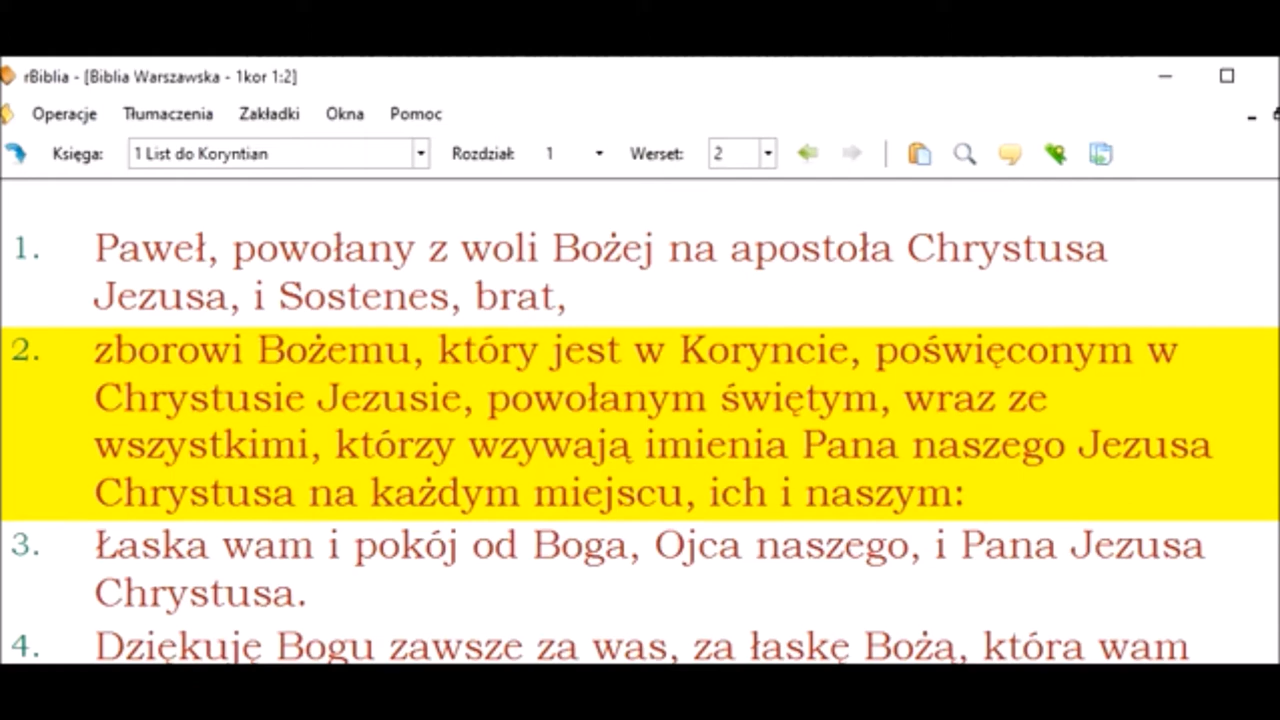 rBiblia - [Biblia Warszawska - 1kor 1:2]
Operacje Tłumaczenia Zakładki Okna Pomoc
Księga: 1 List do Koryntian Rozdział: 1 Werset: 2
1. Paweł, powołany z woli Bożej na apostoła Chrystusa
Jezusa, i Sostenes, brat,
2. zborowi Bożemu, który jest w Koryncie, poświęconym w
Chrystusie Jezusie, powołanym świętym, wraz ze
wszystkimi, którzy wzywają imienia Pana naszego Jezusa
Chrystusa na każdym miejscu, ich i naszym:
3. Łaska wam i pokój od Boga, Ojca naszego, i Pana Jezusa
Chrystusa.
4. Dziękuję Bogu zawsze za was, za łaskę Bożą, która wam